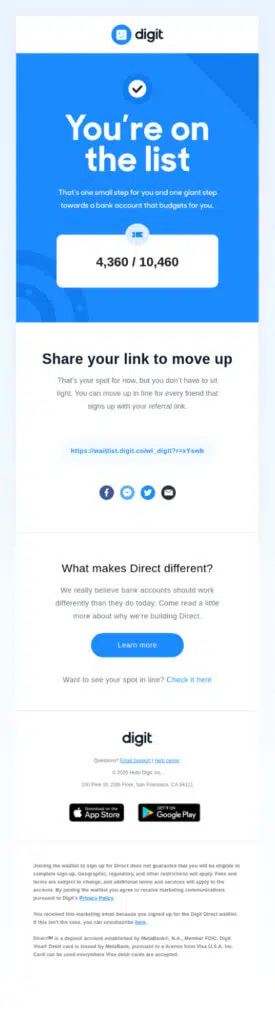 digit
You're on
the list
That's one small step for you and one giant step
towards a bank account that budgets for you.
4,360 / 10,460
Share your link to move up
That's your spot for now, but you don't have to sit
tight. You can move up in line for every friend that
signs up with your referral link.
https://waitlist.digit.co/wl_digit?r=xYswb
What makes Direct different?
We really believe bank accounts should work
differently than they do today. Come read a little
more about why we're building Direct.
Learn more
Want to see your spot in line? Check it here
digit
Questions? Email Support | Help center
© 2020 Hello Digit, Inc.
100 Pine St, 20th Floor, San Francisco, CA 94111
Download on the
App Store
GET IT ON
Google Play
Joining the waitlist to sign up for Direct does not guarantee that you will be eligible to
complete sign-up. Geographic, regulatory, and other restrictions will apply. Fees and
terms are subject to change, and additional terms and services will apply to the
account. By joining the waitlist you agree to receive marketing communications
pursuant to Digit's Privacy Policy.
You received this marketing email because you signed up for the Digit Direct waitlist.
If this isn't the case, you can unsubscribe here.
Direct℠ is a deposit account established by MetaBank®, N.A., Member FDIC. Digit
Visa® Debit card is issued by MetaBank, pursuant to a license from Visa U.S.A. Inc.
Card can be used everywhere Visa debit cards are accepted.